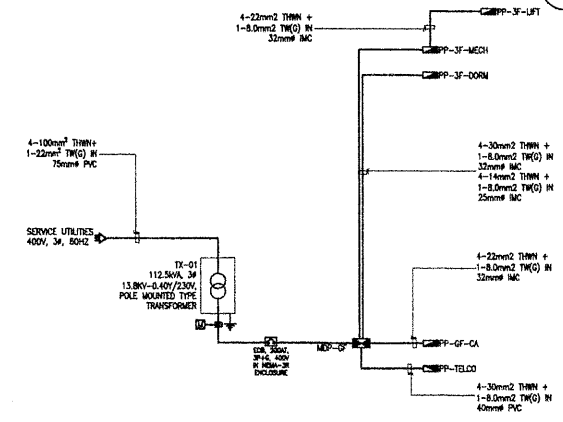 4-22mm2 THWN +
1-8.0mm2 TW(G) IN
32mmø IMC
PP-3F-LIFT
PP-3F-MECH
PP-3F-DORM
4-100mm² THWN+
1-22mm² TW(G) IN
75mmø PVC
4-30mm2 THWN +
1-8.0mm2 TW(G) IN
32mmø IMC
4-14mm2 THWN +
1-8.0mm2 TW(G) IN
25mmø IMC
SERVICE UTILITIES
400V, 3ø, 60HZ
4-22mm2 THWN +
1-8.0mm2 TW(G) IN
32mmø IMC
TX-01
112.5kVA, 3ø
13.8KV-0.40Y/230V,
POLE MOUNTED TYPE
TRANSFORMER
M
ECB, 200AT,
3P+G, 400V
IN NEMA-3R
ENCLOSURE
MDP-GF
PP-GF-CA
PP-TELCO
4-30mm2 THWN +
1-8.0mm2 TW(G) IN
40mmø PVC